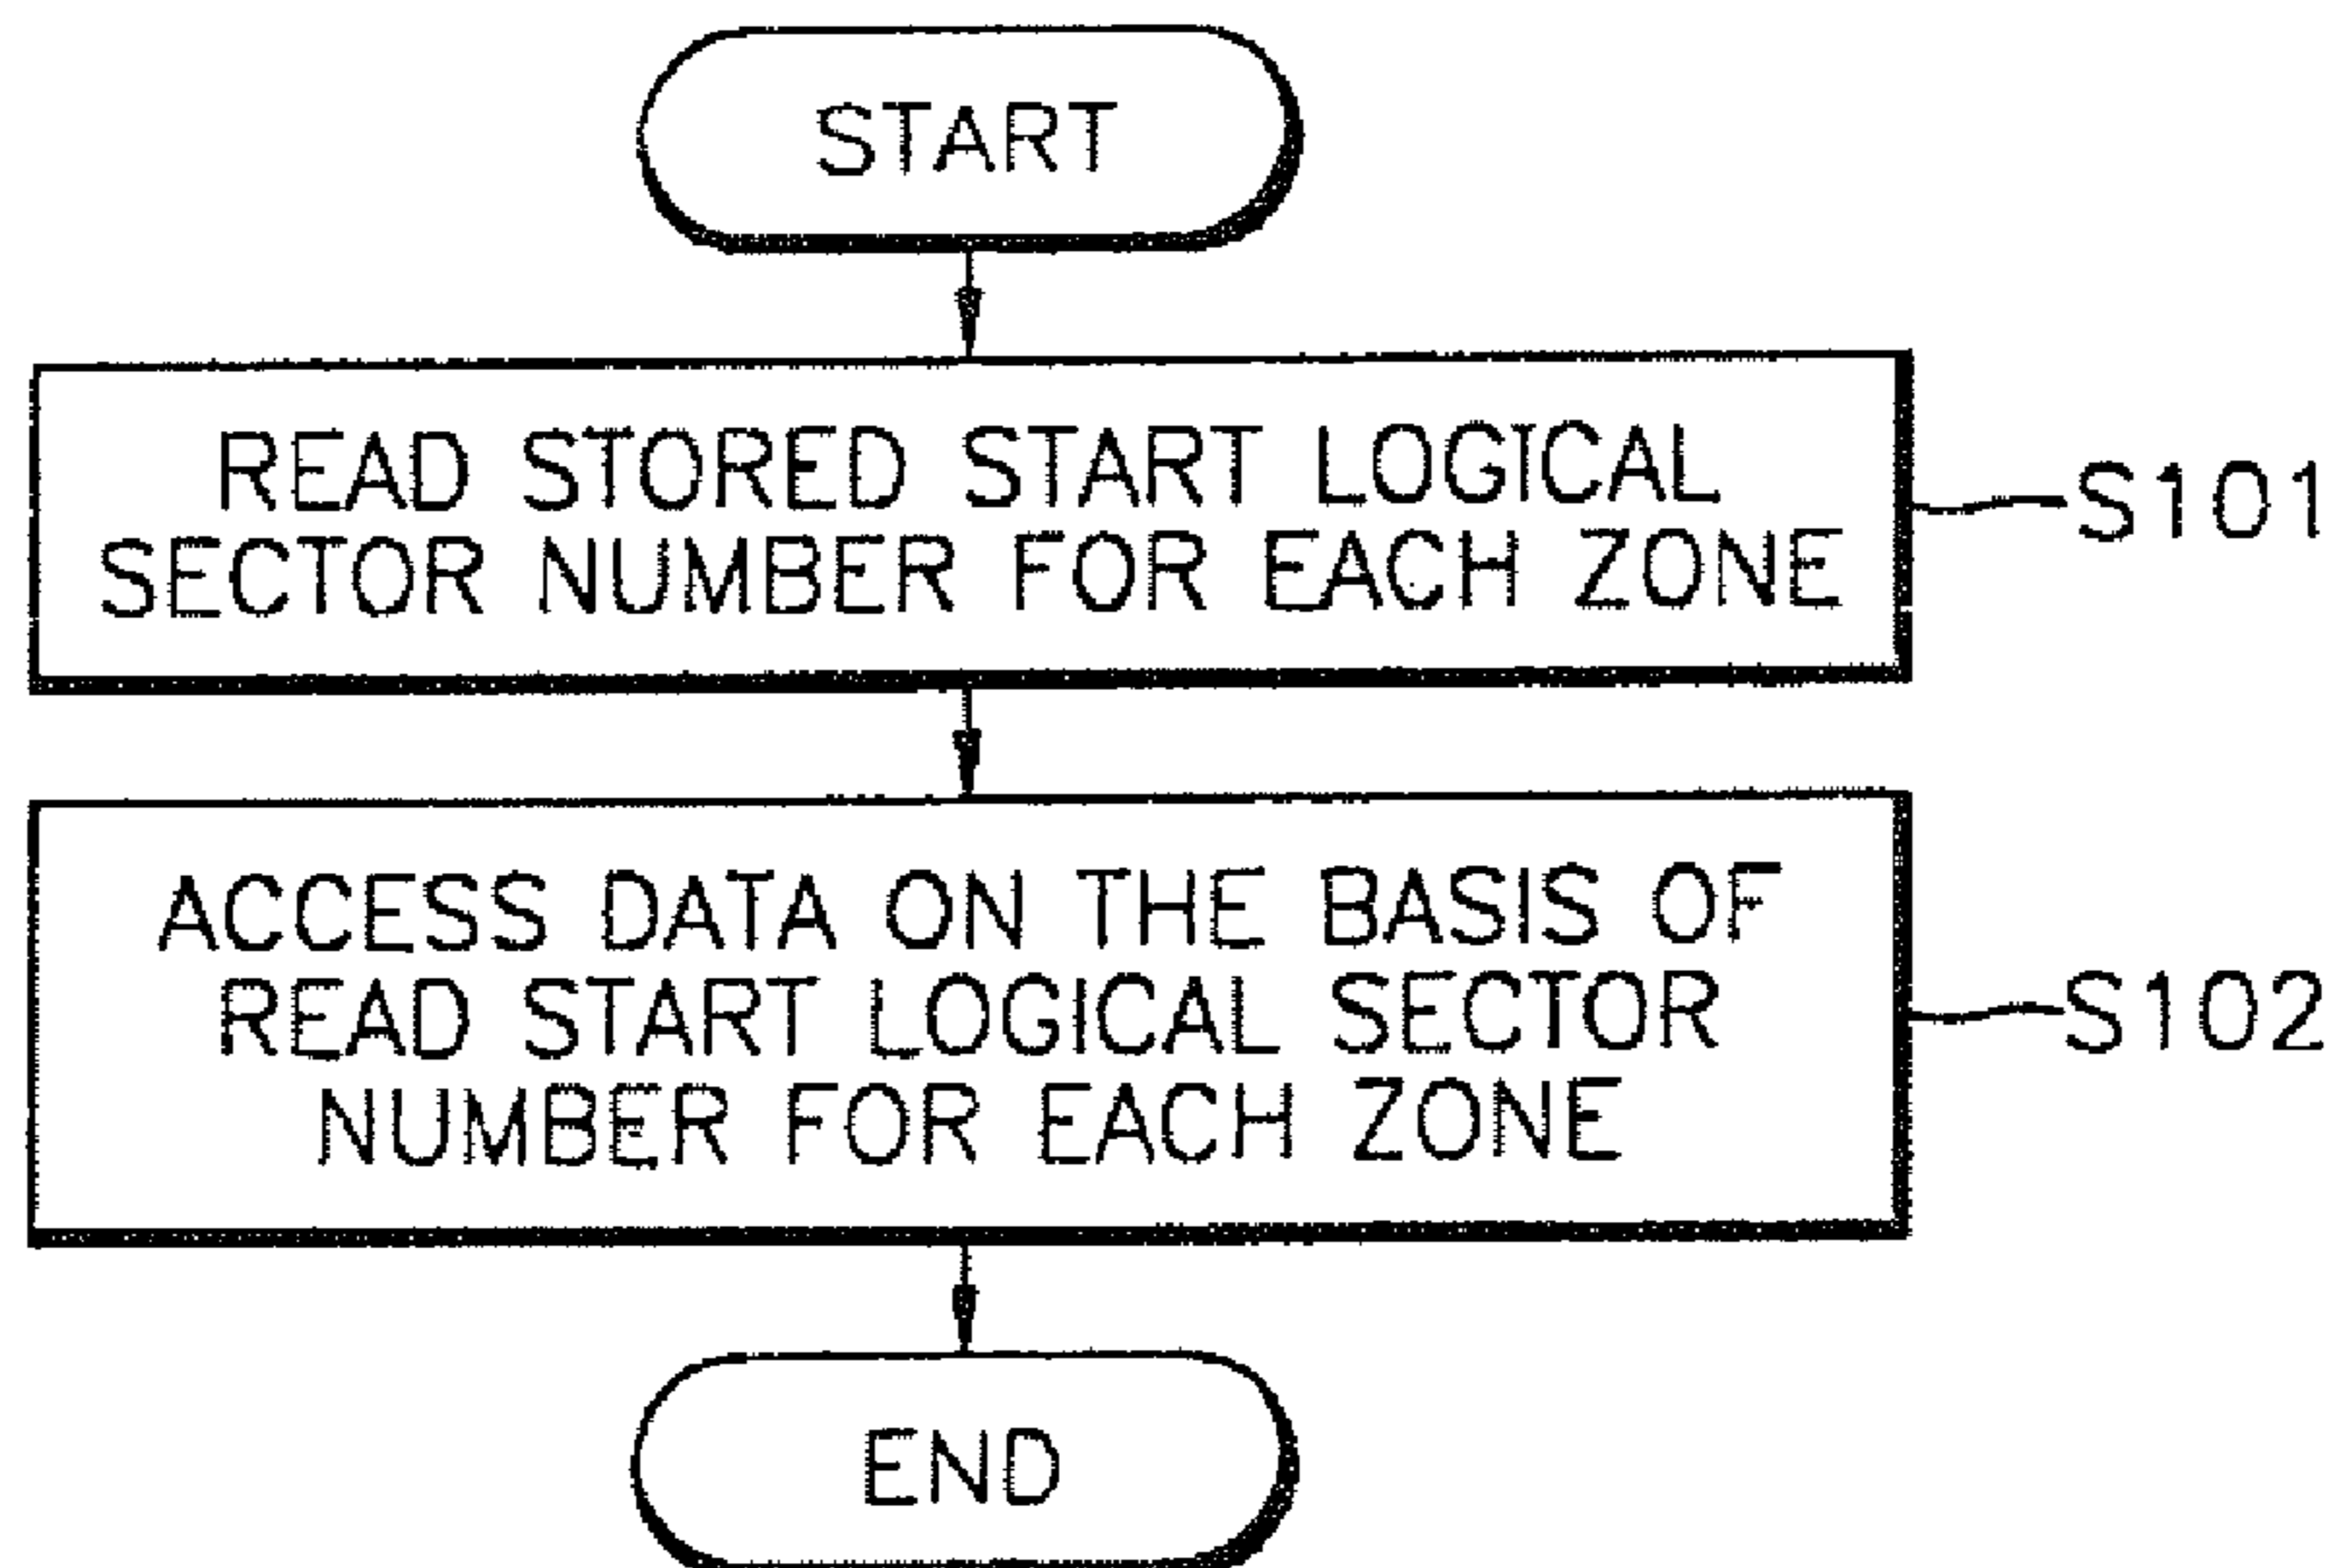 START
READ STORED START LOGICAL
SECTOR NUMBER FOR EACH ZONE
S101
ACCESS DATA ON THE BASIS OF
READ START LOGICAL SECTOR
NUMBER FOR EACH ZONE
S102
END